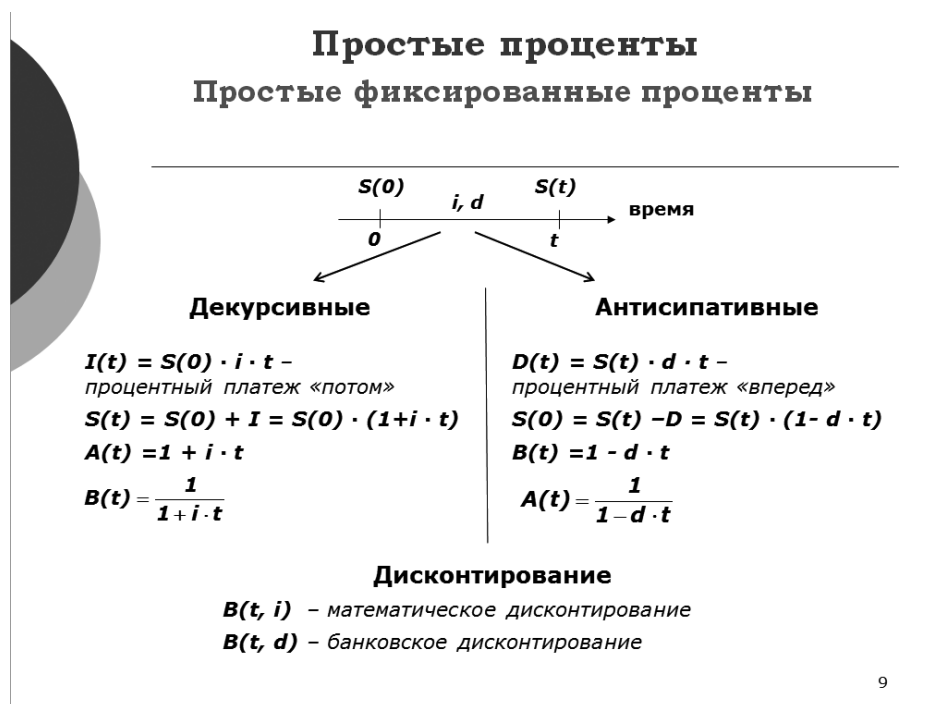 Простые проценты
Простые фиксированные проценты
S(0)
i, d
S(t)
время
0
t
Декурсивные
I(t) = S(0) · i · t –
процентный платеж «потом»
S(t) = S(0) + I = S(0) · (1+i · t)
A(t) =1 + i · t
B(t) = 1 / (1 + i · t)
Антисипативные
D(t) = S(t) · d · t –
процентный платеж «вперед»
S(0) = S(t) –D = S(t) · (1- d · t)
B(t) =1 - d · t
A(t) = 1 / (1 – d · t)
Дисконтирование
B(t, i) – математическое дисконтирование
B(t, d) – банковское дисконтирование
9